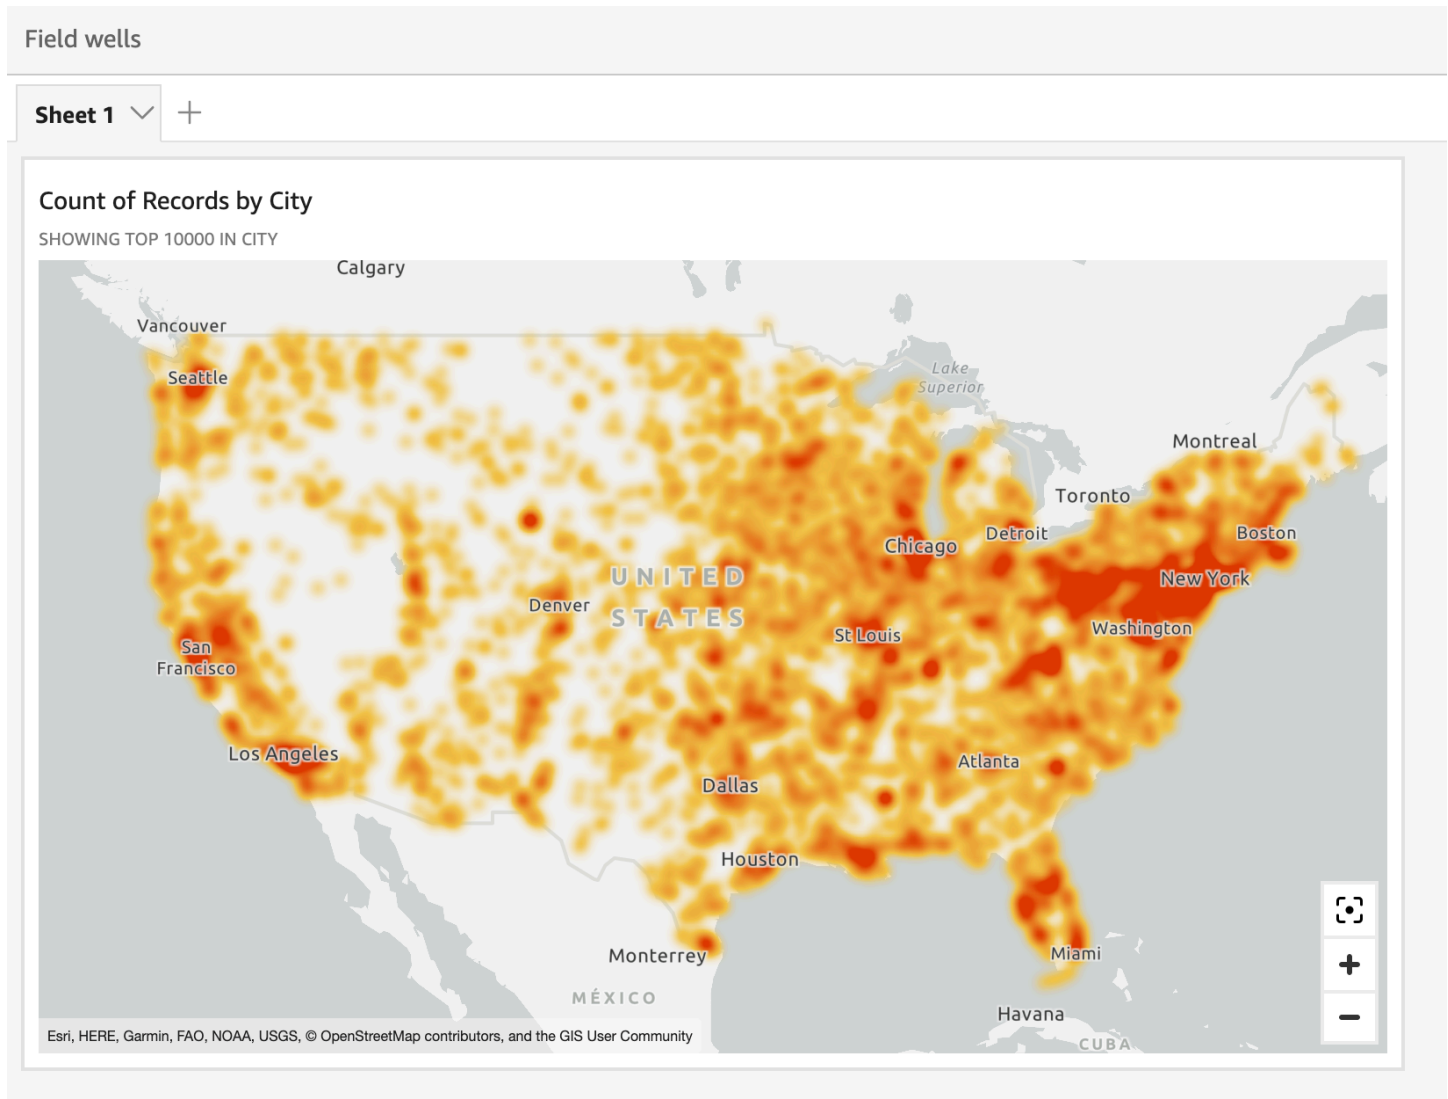 Field wells
Sheet 1
Count of Records by City
SHOWING TOP 10000 IN CITY
Calgary
Vancouver
Seattle
Lake
Superior
Montreal
Toronto
Boston
Detroit
Chicago
UNITED
STATES
New York
Denver
Washington
St Louis
San
Francisco
Los Angeles
Atlanta
Dallas
Houston
Miami
Monterrey
MÉXICO
Havana
CUBA
Esri, HERE, Garmin, FAO, NOAA, USGS, © OpenStreetMap contributors, and the GIS User Community